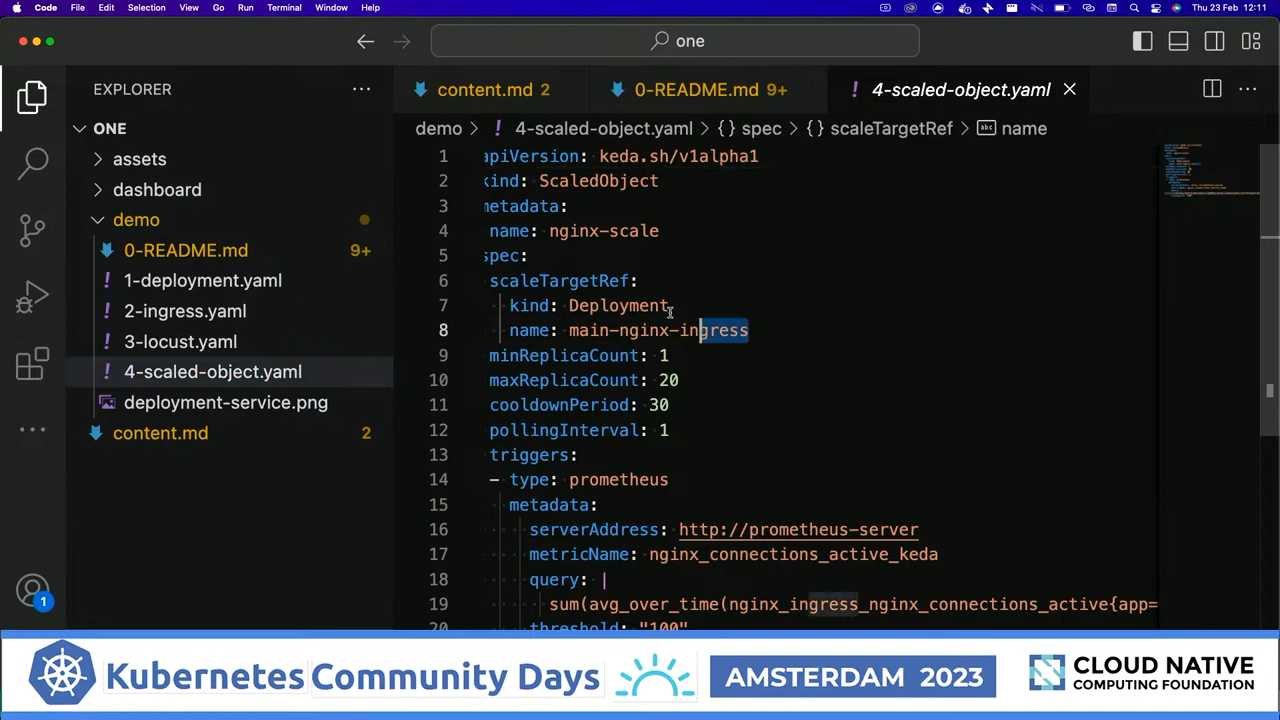 Code File Edit Selection View Go Run Terminal Window Help Thu 23 Feb 12:11
one
EXPLORER
content.md 2
0-README.md 9+
! 4-scaled-object.yaml
demo > ! 4-scaled-object.yaml > {} spec > {} scaleTargetRef > abc name
ONE
assets
dashboard
demo
0-README.md 9+
! 1-deployment.yaml
! 2-ingress.yaml
! 3-locust.yaml
! 4-scaled-object.yaml
deployment-service.png
content.md 2
1
1 apiVersion: keda.sh/v1alpha1
2 kind: ScaledObject
3 metadata:
4 name: nginx-scale
5 spec:
6 scaleTargetRef:
7 kind: Deployment
8 name: main-nginx-ingress
9 minReplicaCount: 1
10 maxReplicaCount: 20
11 cooldownPeriod: 30
12 pollingInterval: 1
13 triggers:
14 - type: prometheus
15 metadata:
16 serverAddress: http://prometheus-server
17 metricName: nginx_connections_active_keda
18 query: |
19 sum(avg_over_time(nginx_ingress_nginx_connections_active{app=
20 threshold: "100"
Kubernetes Community Days
AMSTERDAM 2023
CLOUD NATIVE
COMPUTING FOUNDATION